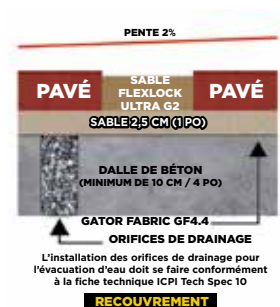 PENTE 2%
PAVÉ
SABLE
FLEXLOCK
ULTRA G2
PAVÉ
SABLE 2,5 CM (1 PO)
DALLE DE BÉTON
(MINIMUM DE 10 CM / 4 PO)
GATOR FABRIC GF4.4
ORIFICES DE DRAINAGE
L'installation des orifices de drainage pour
l'évacuation d'eau doit se faire conformément
à la fiche technique ICPI Tech Spec 10
RECOUVREMENT